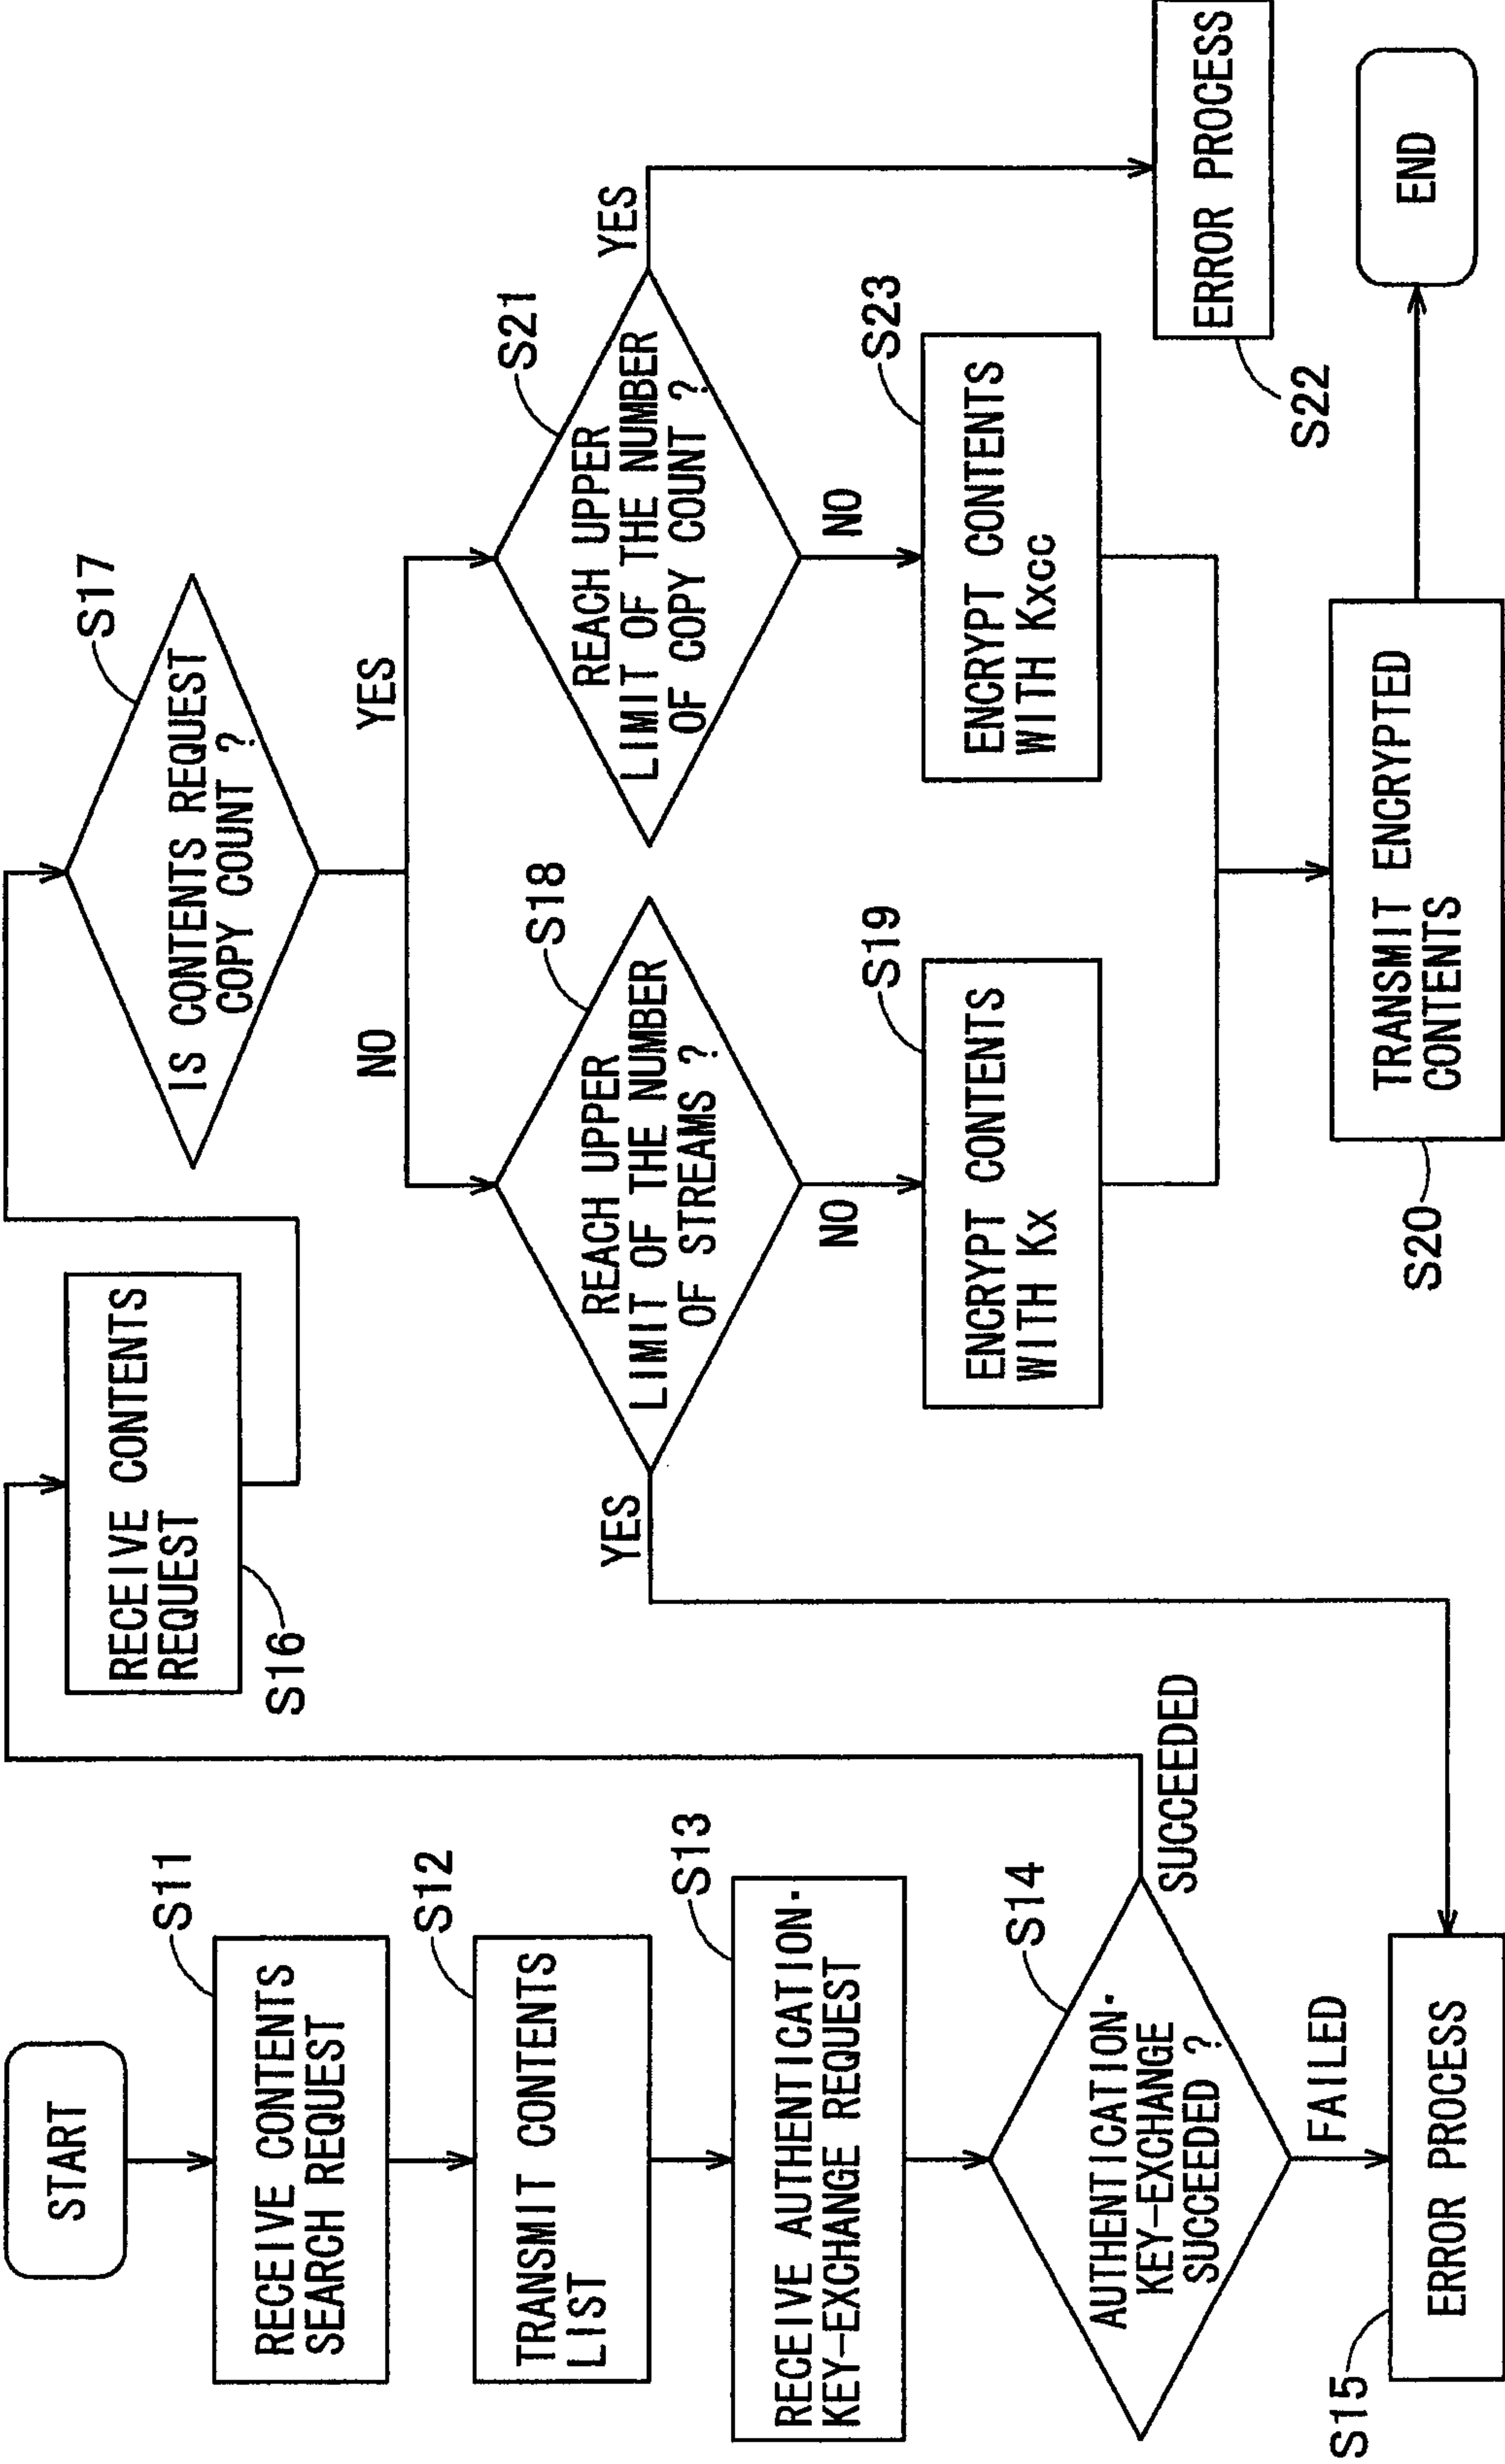 START
S11
RECEIVE CONTENTS
SEARCH REQUEST
S12
TRANSMIT CONTENTS
LIST
S13
RECEIVE AUTHENTICATION·
KEY-EXCHANGE REQUEST
S14
AUTHENTICATION·
KEY-EXCHANGE
SUCCEEDED ?
SUCCEEDED
FAILED
S15
ERROR PROCESS
RECEIVE CONTENTS
REQUEST
S16
S17
IS CONTENTS REQUEST
COPY COUNT ?
NO
YES
S18
REACH UPPER
LIMIT OF THE NUMBER
OF STREAMS ?
YES
NO
S19
ENCRYPT CONTENTS
WITH Kx
S21
REACH UPPER
LIMIT OF THE NUMBER
OF COPY COUNT ?
YES
NO
S23
ENCRYPT CONTENTS
WITH Kxcc
ERROR PROCESS
S22
TRANSMIT ENCRYPTED
CONTENTS
S20
END